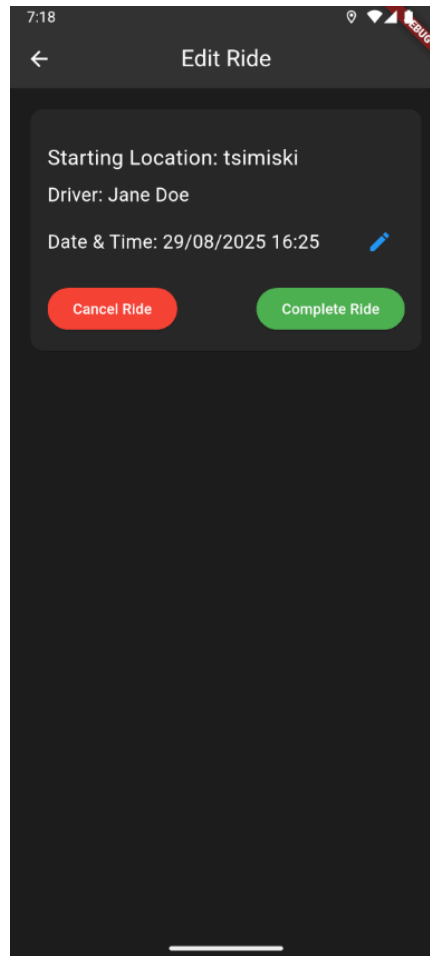 7:18
DEBUG
Edit Ride
Starting Location: tsimiski
Driver: Jane Doe
Date & Time: 29/08/2025 16:25
Cancel Ride
Complete Ride